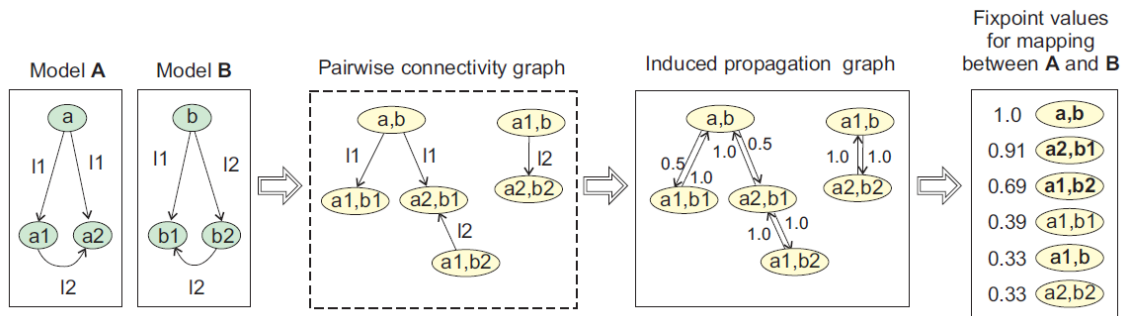 Model A
a
l1
l1
a1
a2
l2
Model B
b
l1
l2
b1
b2
l2
Pairwise connectivity graph
a,b
l1
l1
a1,b1
a2,b1
l2
a1,b2
a1,b
l2
a2,b2
Induced propagation graph
a,b
0.5
1.0
1.0
0.5
a1,b1
a2,b1
1.0
1.0
a1,b2
a1,b
1.0
1.0
a2,b2
Fixpoint values
for mapping
between A and B
1.0 a,b
0.91 a2,b1
0.69 a1,b2
0.39 a1,b1
0.33 a1,b
0.33 a2,b2